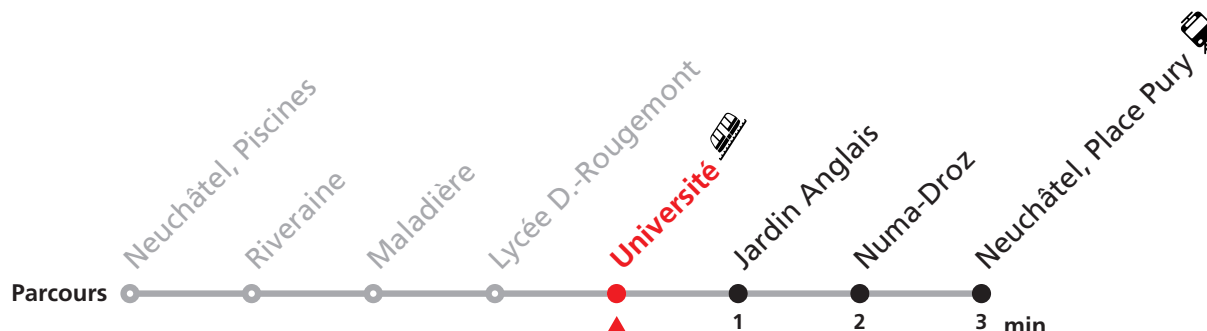 Neuchâtel, Piscines
Riveraine
Maladière
Lycée D.-Rougemont
Université
Jardin Anglais
Numa-Droz
Neuchâtel, Place Pury
Parcours
1 2 3 min